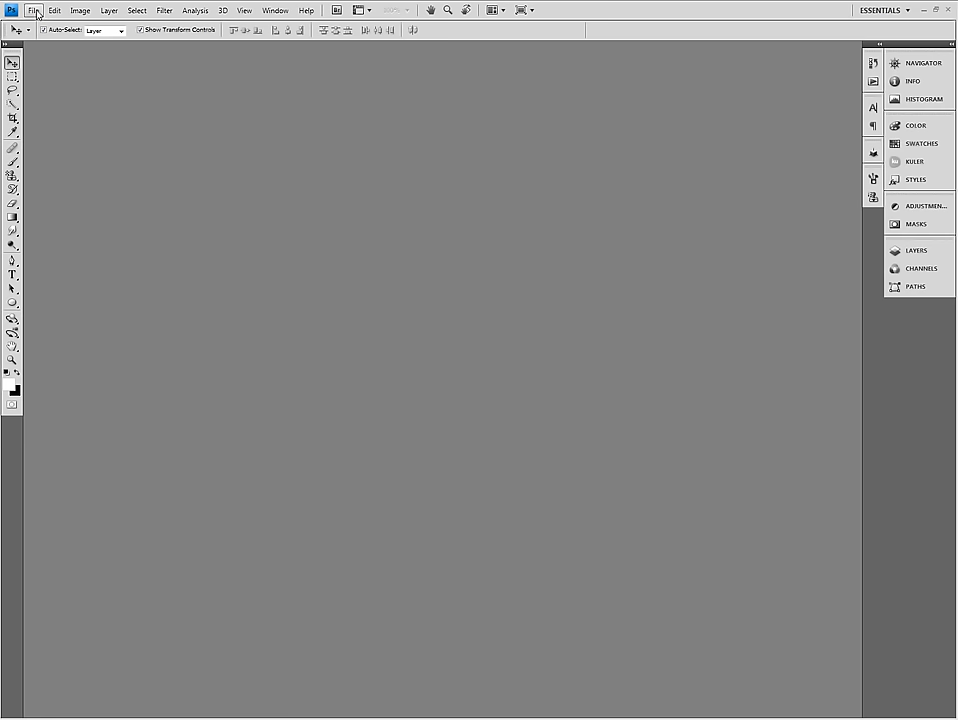 Ps File Edit Image Layer Select Filter Analysis 3D View Window Help Br ESSENTIALS
Auto-Select: Layer Show Transform Controls
NAVIGATOR
INFO
HISTOGRAM
COLOR
SWATCHES
KULER
STYLES
ADJUSTMEN...
MASKS
LAYERS
CHANNELS
PATHS